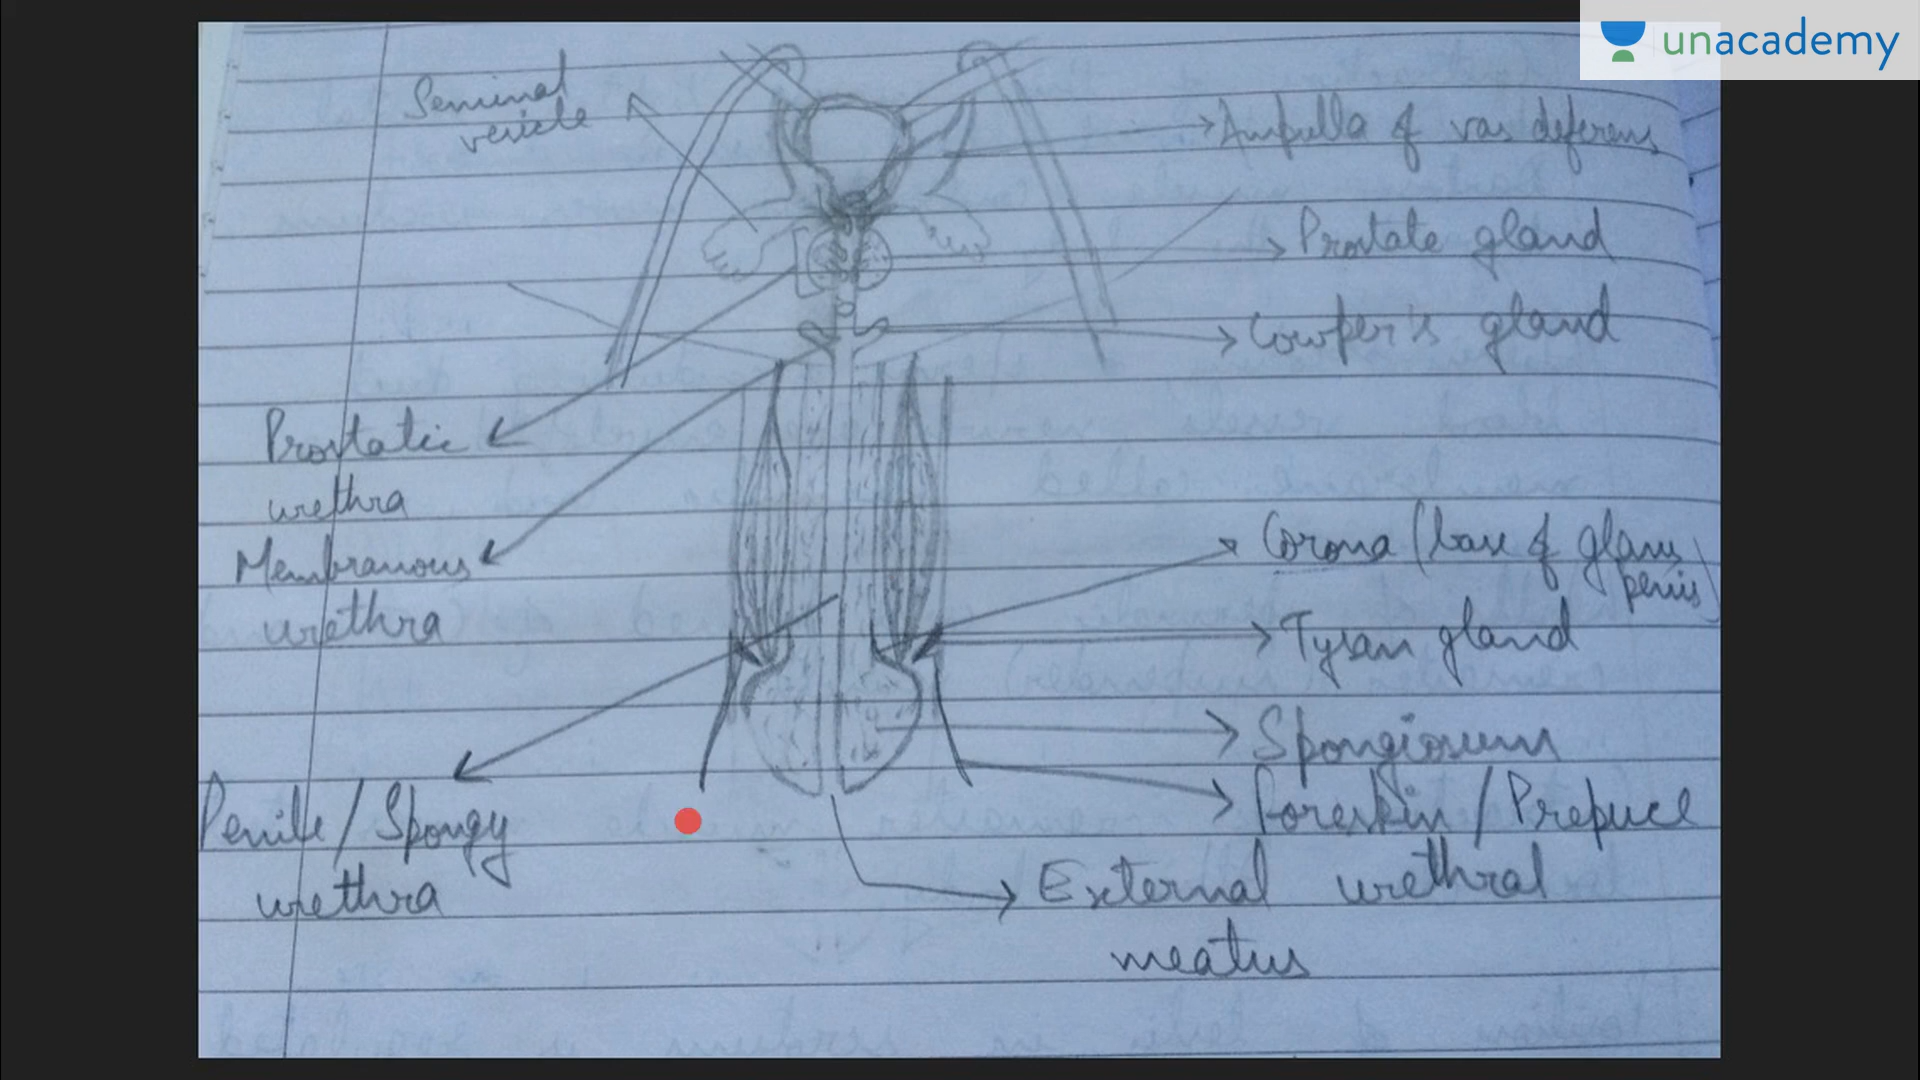 unacademy
Seminal
vesicle
Ampulla of vas deferens
Prostate gland
Cowper's gland
Prostatic
urethra
Membranous
urethra
Corona (base of glans
penis)
Tysan gland
Spongiosum
Foreskin / Prepuce
Penile / Spongy
urethra
External urethral
meatus